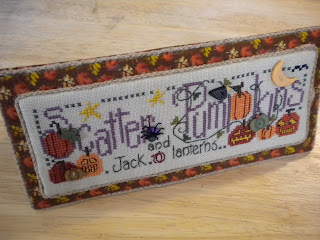 Scatter Pumpkins
and
Jack O lanterns...